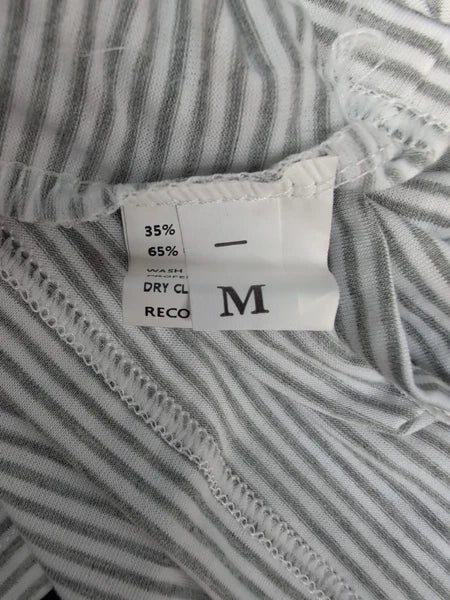 35%
65%
—
WASH
DRY CL
M
RECO